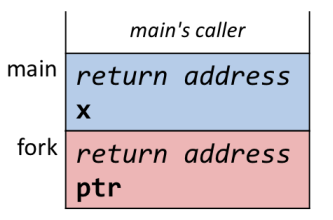 main's caller
main
return address
x
fork
return address
ptr